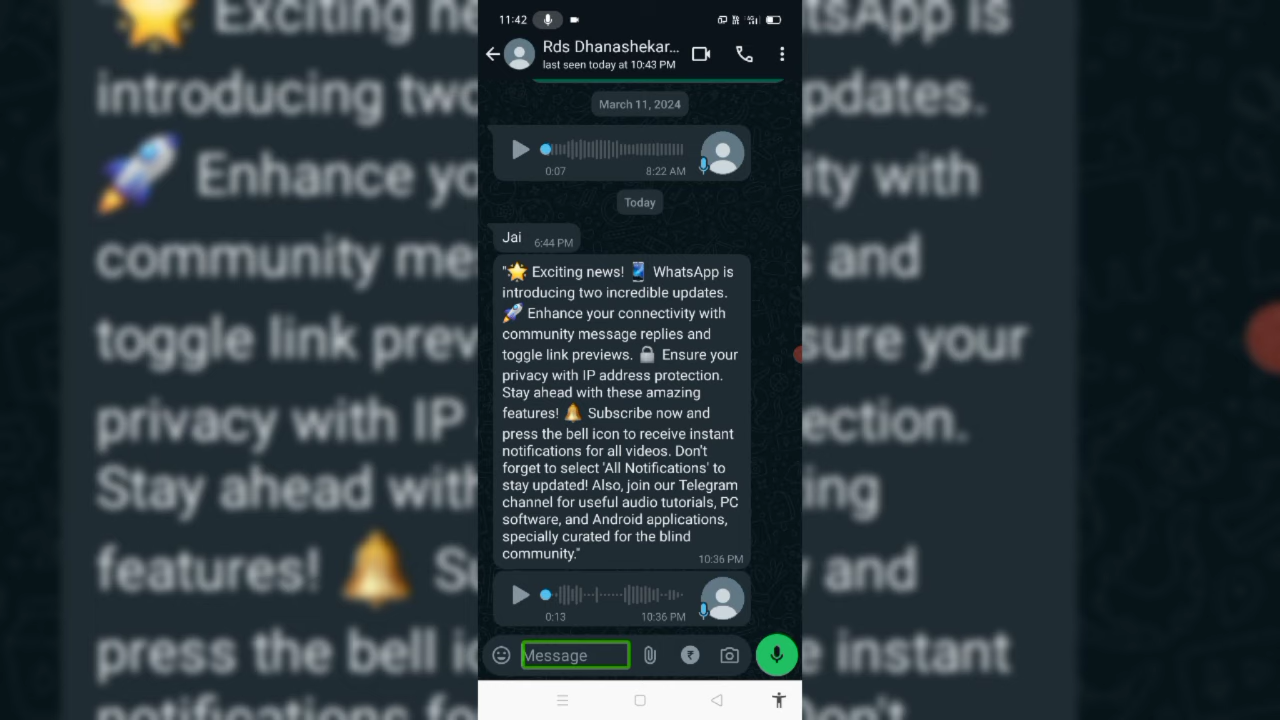 11:42
Rds Dhanashekar...
last seen today at 10:43 PM
March 11, 2024
0:07 8:22 AM
Today
Jai 6:44 PM
"🌟 Exciting news! 📱 WhatsApp is
introducing two incredible updates.
🚀 Enhance your connectivity with
community message replies and
toggle link previews. 🔒 Ensure your
privacy with IP address protection.
Stay ahead with these amazing
features! 🔔 Subscribe now and
press the bell icon to receive instant
notifications for all videos. Don't
forget to select 'All Notifications' to
stay updated! Also, join our Telegram
channel for useful audio tutorials, PC
software, and Android applications,
specially curated for the blind
community."
10:36 PM
0:13 10:36 PM
Message